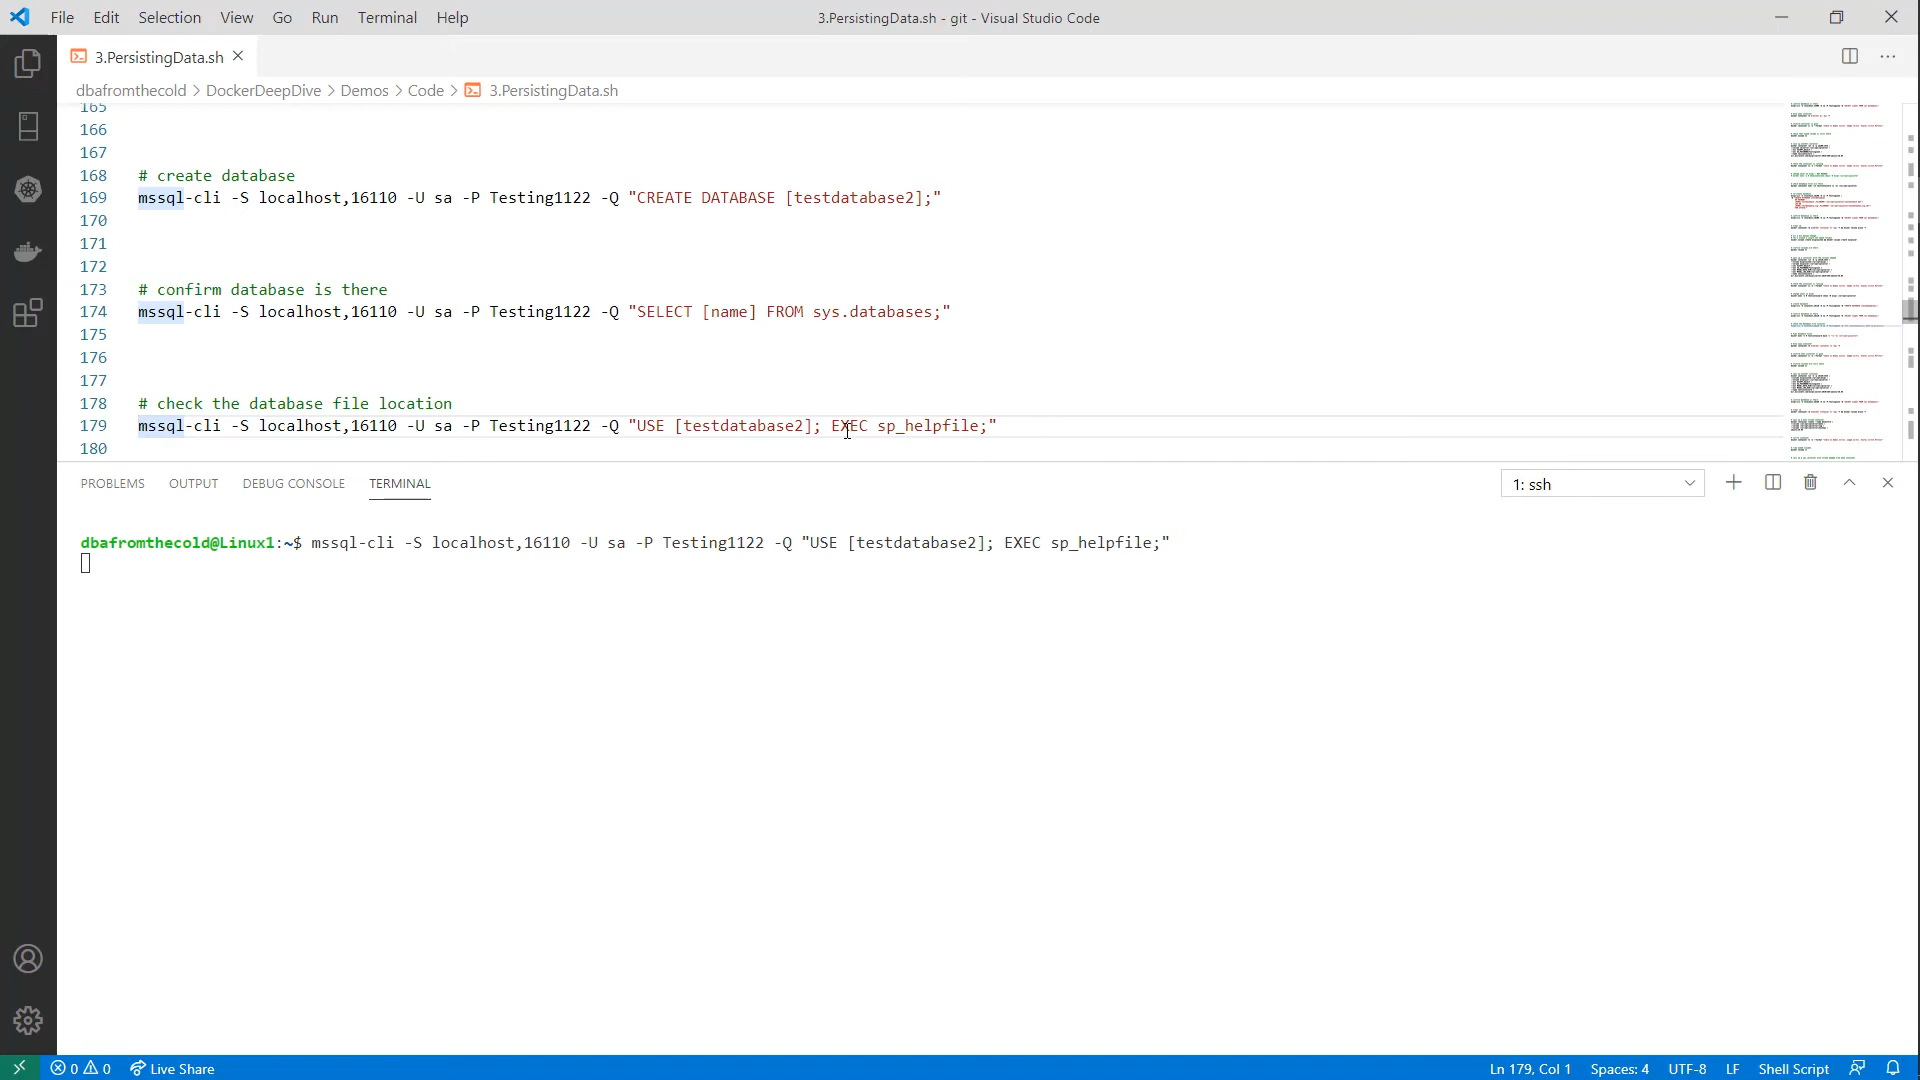 File Edit Selection View Go Run Terminal Help
3.PersistingData.sh - git - Visual Studio Code
3.PersistingData.sh
dbafromthecold > DockerDeepDive > Demos > Code > 3.PersistingData.sh
165
166
167
168 # create database
169 mssql-cli -S localhost,16110 -U sa -P Testing1122 -Q "CREATE DATABASE [testdatabase2];"
170
171
172
173 # confirm database is there
174 mssql-cli -S localhost,16110 -U sa -P Testing1122 -Q "SELECT [name] FROM sys.databases;"
175
176
177
178 # check the database file location
179 mssql-cli -S localhost,16110 -U sa -P Testing1122 -Q "USE [testdatabase2]; EXEC sp_helpfile;"
180
PROBLEMS OUTPUT DEBUG CONSOLE TERMINAL
1: ssh
dbafromthecold@Linux1:~$ mssql-cli -S localhost,16110 -U sa -P Testing1122 -Q "USE [testdatabase2]; EXEC sp_helpfile;"
0 0 Live Share
Ln 179, Col 1 Spaces: 4 UTF-8 LF Shell Script